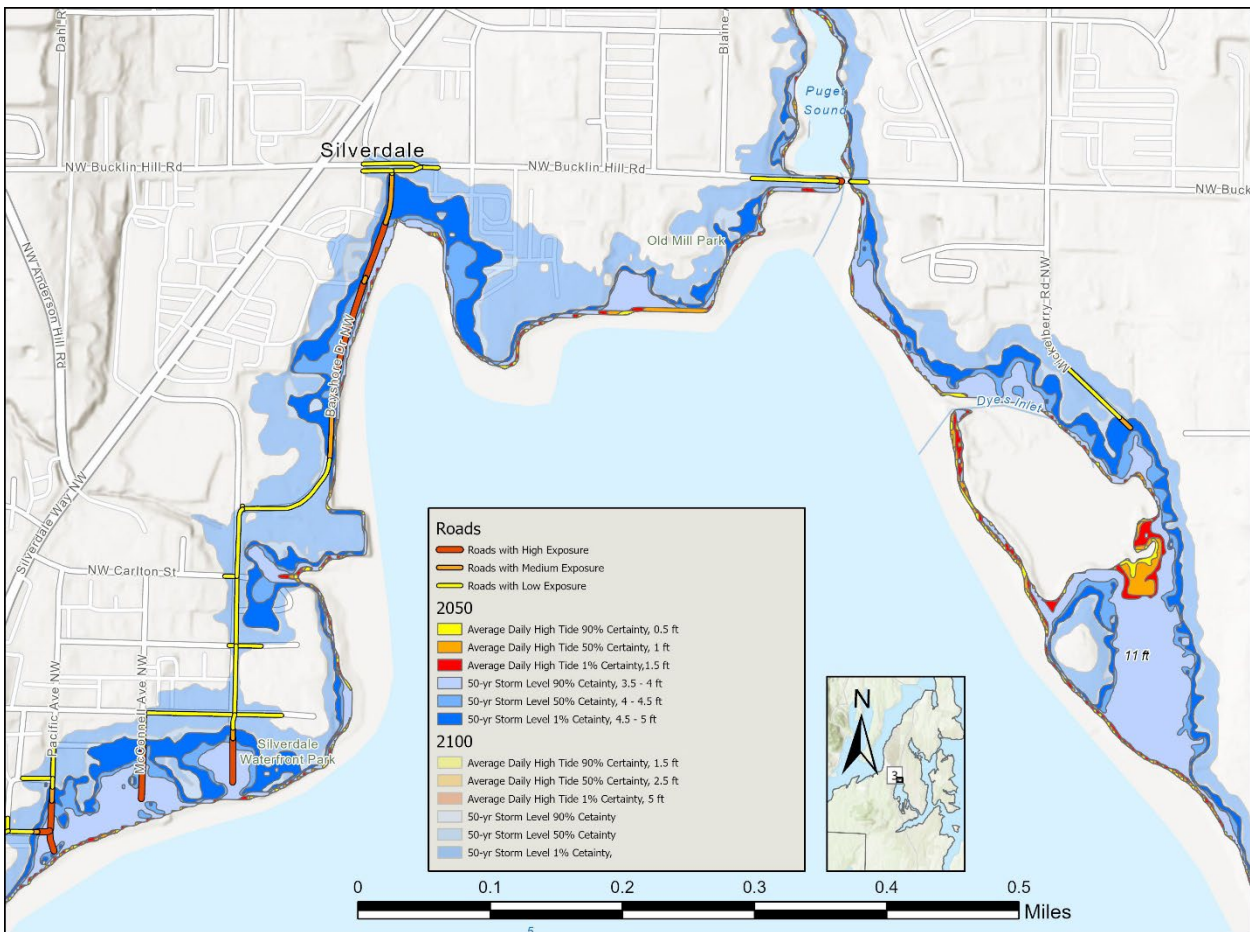 Dahl Rd
Blaine
Puget
Sound
Silverdale
NW Bucklin Hill Rd
NW Bucklin Hill Rd
NW Buck
Old Mill Park
NW Anderson Hill Rd
Mickelberry Rd NW
Bayshore Dr NW
Dyes Inlet
Silverdale Way NW
NW Carlton St
11 ft
Pacific Ave NW
McConnell Ave NW
Silverdale
Waterfront Park
Roads
Roads with High Exposure
Roads with Medium Exposure
Roads with Low Exposure
2050
Average Daily High Tide 90% Certainty, 0.5 ft
Average Daily High Tide 50% Certainty, 1 ft
Average Daily High Tide 1% Certainty,1.5 ft
50-yr Storm Level 90% Cetainty, 3.5 - 4 ft
50-yr Storm Level 50% Cetainty, 4 - 4.5 ft
50-yr Storm Level 1% Cetainty, 4.5 - 5 ft
2100
Average Daily High Tide 90% Certainty, 1.5 ft
Average Daily High Tide 50% Certainty, 2.5 ft
Average Daily High Tide 1% Certainty, 5 ft
50-yr Storm Level 90% Cetainty
50-yr Storm Level 50% Cetainty
50-yr Storm Level 1% Cetainty,
N
3
0 0.1 0.2 0.3 0.4 0.5
Miles
5